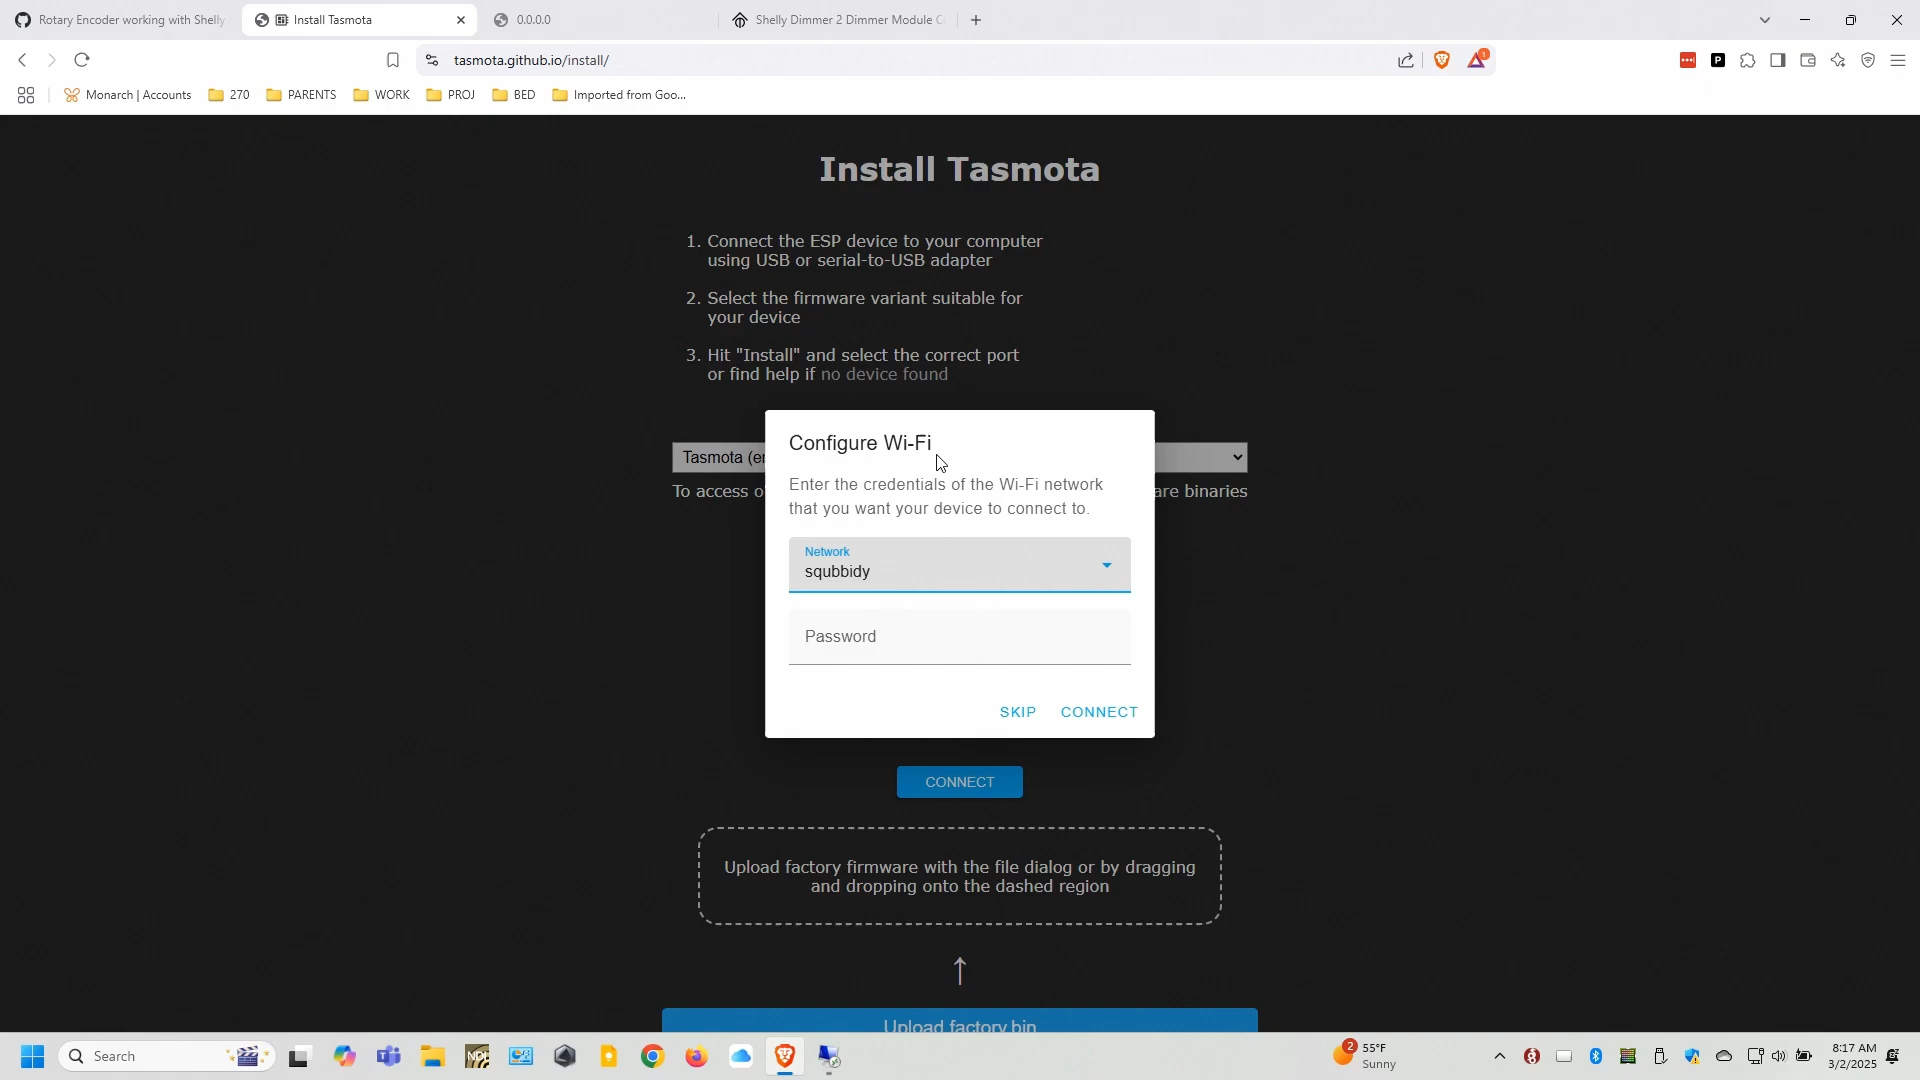 Rotary Encoder working with Shelly
Install Tasmota
0.0.0.0
Shelly Dimmer 2 Dimmer Module C
tasmota.github.io/install/
1
P
Monarch | Accounts
270
PARENTS
WORK
PROJ
BED
Imported from Goo...
Install Tasmota
1. Connect the ESP device to your computer
using USB or serial-to-USB adapter
2. Select the firmware variant suitable for
your device
3. Hit "Install" and select the correct port
or find help if no device found
Tasmota (en
To access o
are binaries
Configure Wi-Fi
Enter the credentials of the Wi-Fi network
that you want your device to connect to.
Network
squbbidy
Password
SKIP
CONNECT
CONNECT
Upload factory firmware with the file dialog or by dragging
and dropping onto the dashed region
↑
Upload factory bin
Search
NDI
2
55°F
Sunny
8:17 AM
3/2/2025